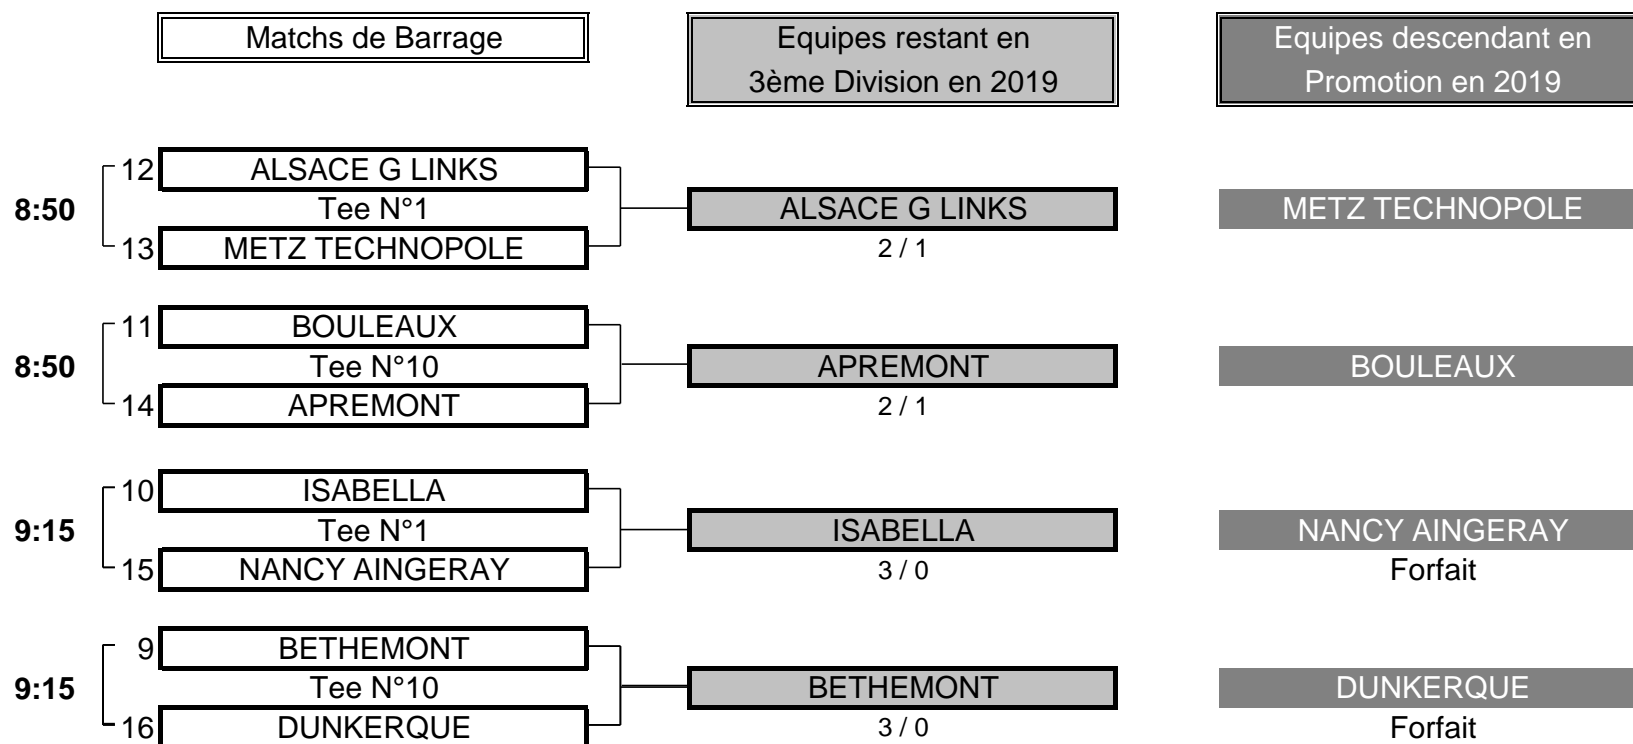 Matchs de Barrage
Equipes restant en
3ème Division en 2019
Equipes descendant en
Promotion en 2019
12 ALSACE G LINKS
8:50 Tee N°1 ALSACE G LINKS METZ TECHNOPOLE
13 METZ TECHNOPOLE 2 / 1
11 BOULEAUX
8:50 Tee N°10 APREMONT BOULEAUX
14 APREMONT 2 / 1
10 ISABELLA
9:15 Tee N°1 ISABELLA NANCY AINGERAY
15 NANCY AINGERAY 3 / 0 Forfait
9 BETHEMONT
9:15 Tee N°10 BETHEMONT DUNKERQUE
16 DUNKERQUE 3 / 0 Forfait